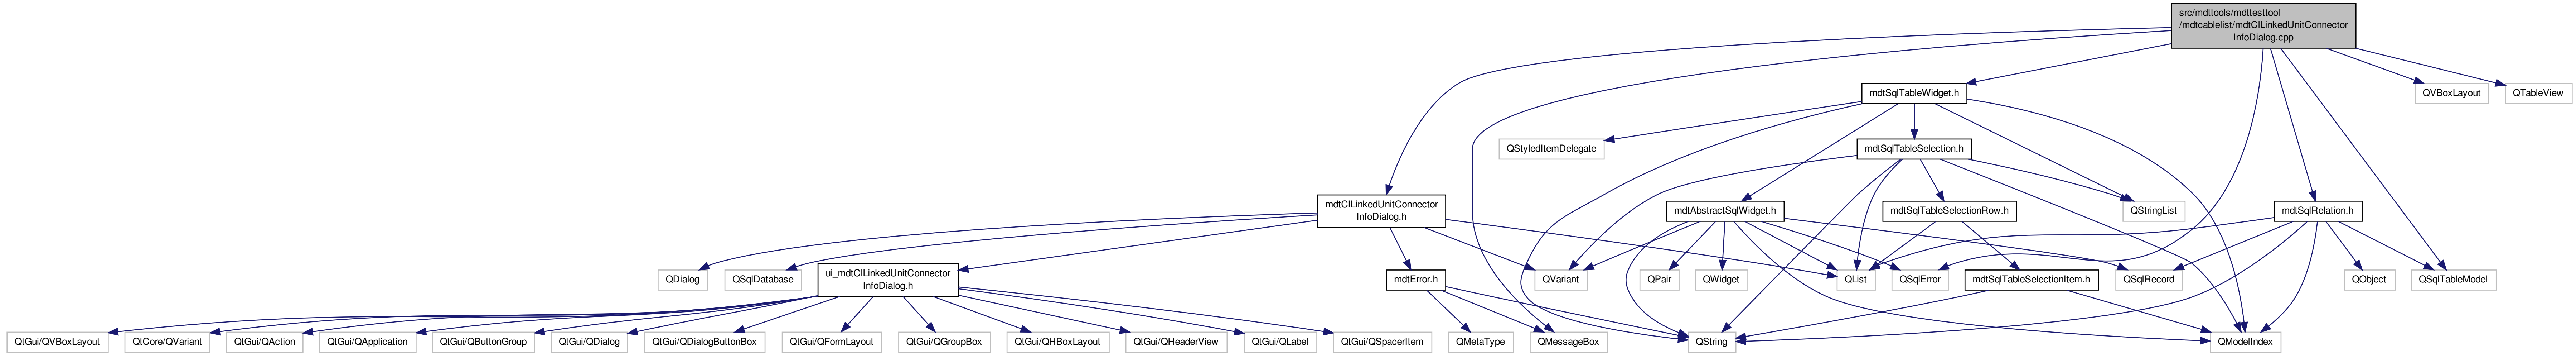 src/mdttools/mdttesttool
/mdtcablelist/mdtClLinkedUnitConnector
InfoDialog.cpp
mdtSqlTableWidget.h
QVBoxLayout
QTableView
QStyledItemDelegate
mdtSqlTableSelection.h
mdtClLinkedUnitConnector
InfoDialog.h
mdtAbstractSqlWidget.h
mdtSqlTableSelectionRow.h
QStringList
mdtSqlRelation.h
QDialog
QSqlDatabase
ui_mdtClLinkedUnitConnector
InfoDialog.h
mdtError.h
QVariant
QPair
QWidget
QList
QSqlError
mdtSqlTableSelectionItem.h
QSqlRecord
QObject
QSqlTableModel
QtGui/QVBoxLayout
QtCore/QVariant
QtGui/QAction
QtGui/QApplication
QtGui/QButtonGroup
QtGui/QDialog
QtGui/QDialogButtonBox
QtGui/QFormLayout
QtGui/QGroupBox
QtGui/QHBoxLayout
QtGui/QHeaderView
QtGui/QLabel
QtGui/QSpacerItem
QMetaType
QMessageBox
QString
QModelIndex